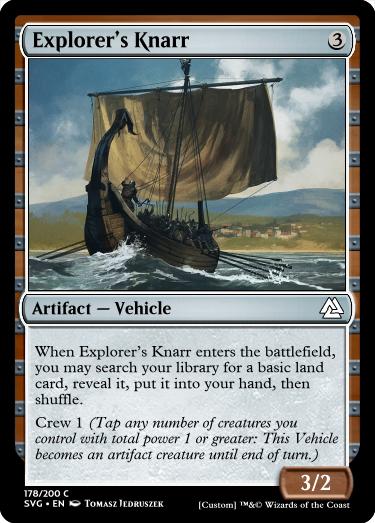 Explorer's Knarr 3
Artifact — Vehicle
When Explorer's Knarr enters the battlefield,
you may search your library for a basic land
card, reveal it, put it into your hand, then
shuffle.
Crew 1 (Tap any number of creatures you
control with total power 1 or greater: This Vehicle
becomes an artifact creature until end of turn.)
3/2
178/200 C
SVG • EN Tomasz Jedruszek [Custom] ™&© Wizards of the Coast